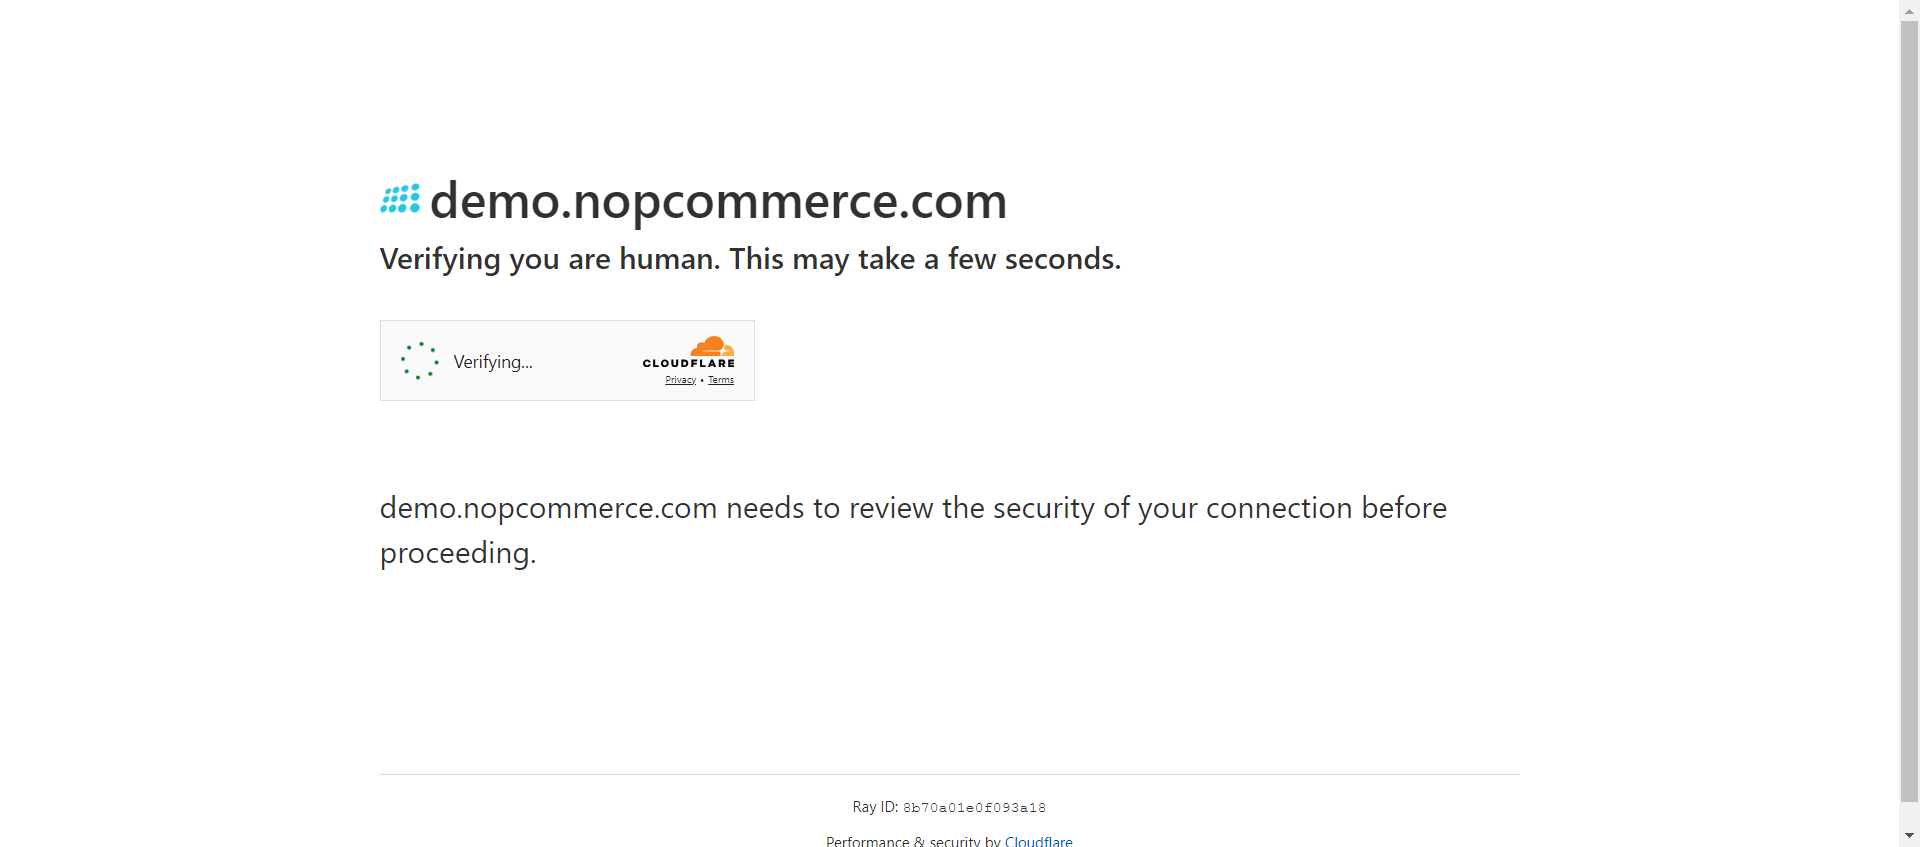 demo.nopcommerce.com
Verifying you are human. This may take a few seconds.
Verifying...
CLOUDFLARE
Privacy • Terms
demo.nopcommerce.com needs to review the security of your connection before
proceeding.
Ray ID: 8b70a01e0f093a18
Performance & security by Cloudflare